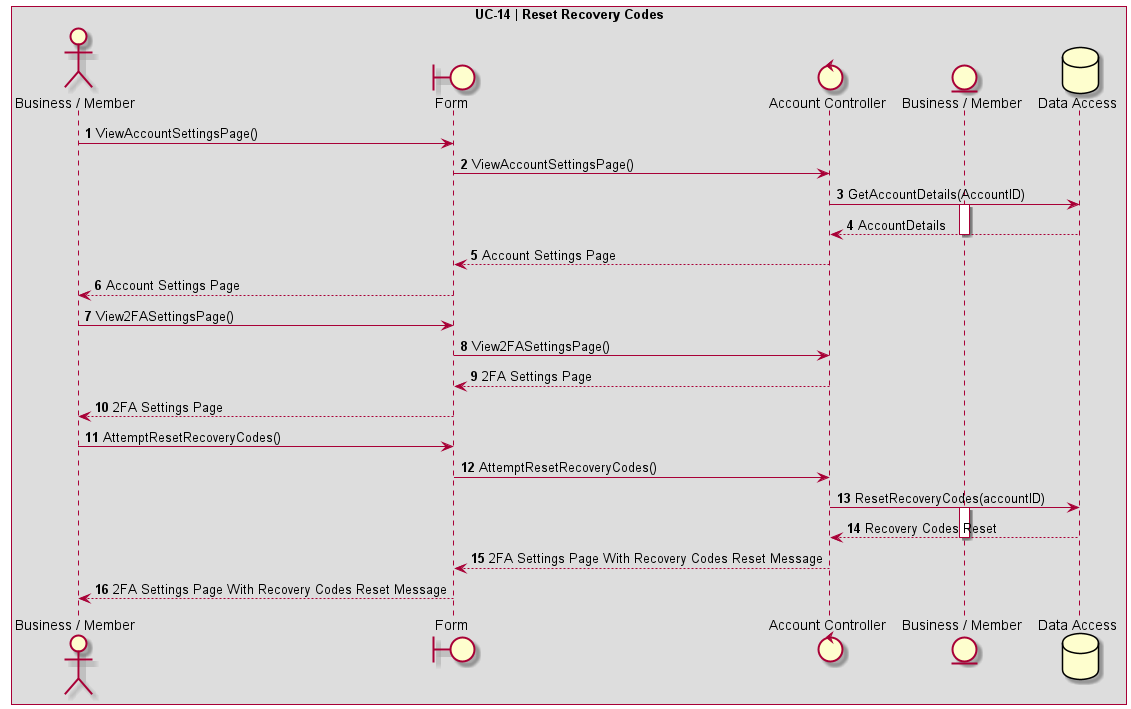 UC-14 | Reset Recovery Codes
Business / Member
Form
Account Controller
Business / Member
Data Access
1 ViewAccountSettingsPage()
2 ViewAccountSettingsPage()
3 GetAccountDetails(AccountID)
4 AccountDetails
5 Account Settings Page
6 Account Settings Page
7 View2FASettingsPage()
8 View2FASettingsPage()
9 2FA Settings Page
10 2FA Settings Page
11 AttemptResetRecoveryCodes()
12 AttemptResetRecoveryCodes()
13 ResetRecoveryCodes(accountID)
14 Recovery Codes Reset
15 2FA Settings Page With Recovery Codes Reset Message
16 2FA Settings Page With Recovery Codes Reset Message
Business / Member
Form
Account Controller
Business / Member
Data Access